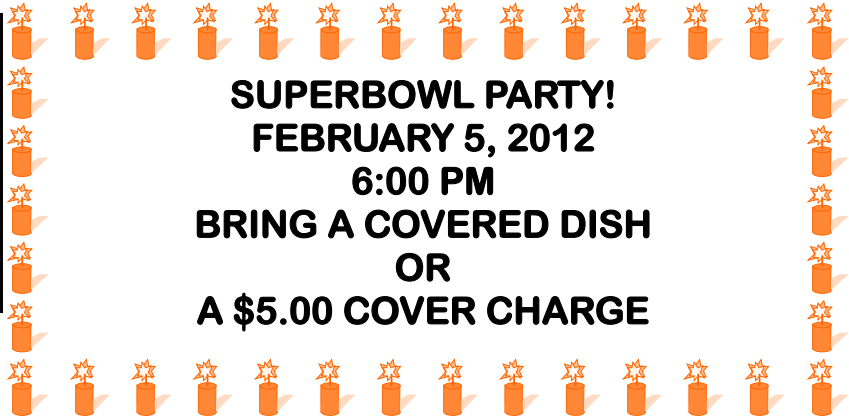 SUPERBOWL PARTY!
FEBRUARY 5, 2012
6:00 PM
BRING A COVERED DISH
OR
A $5.00 COVER CHARGE